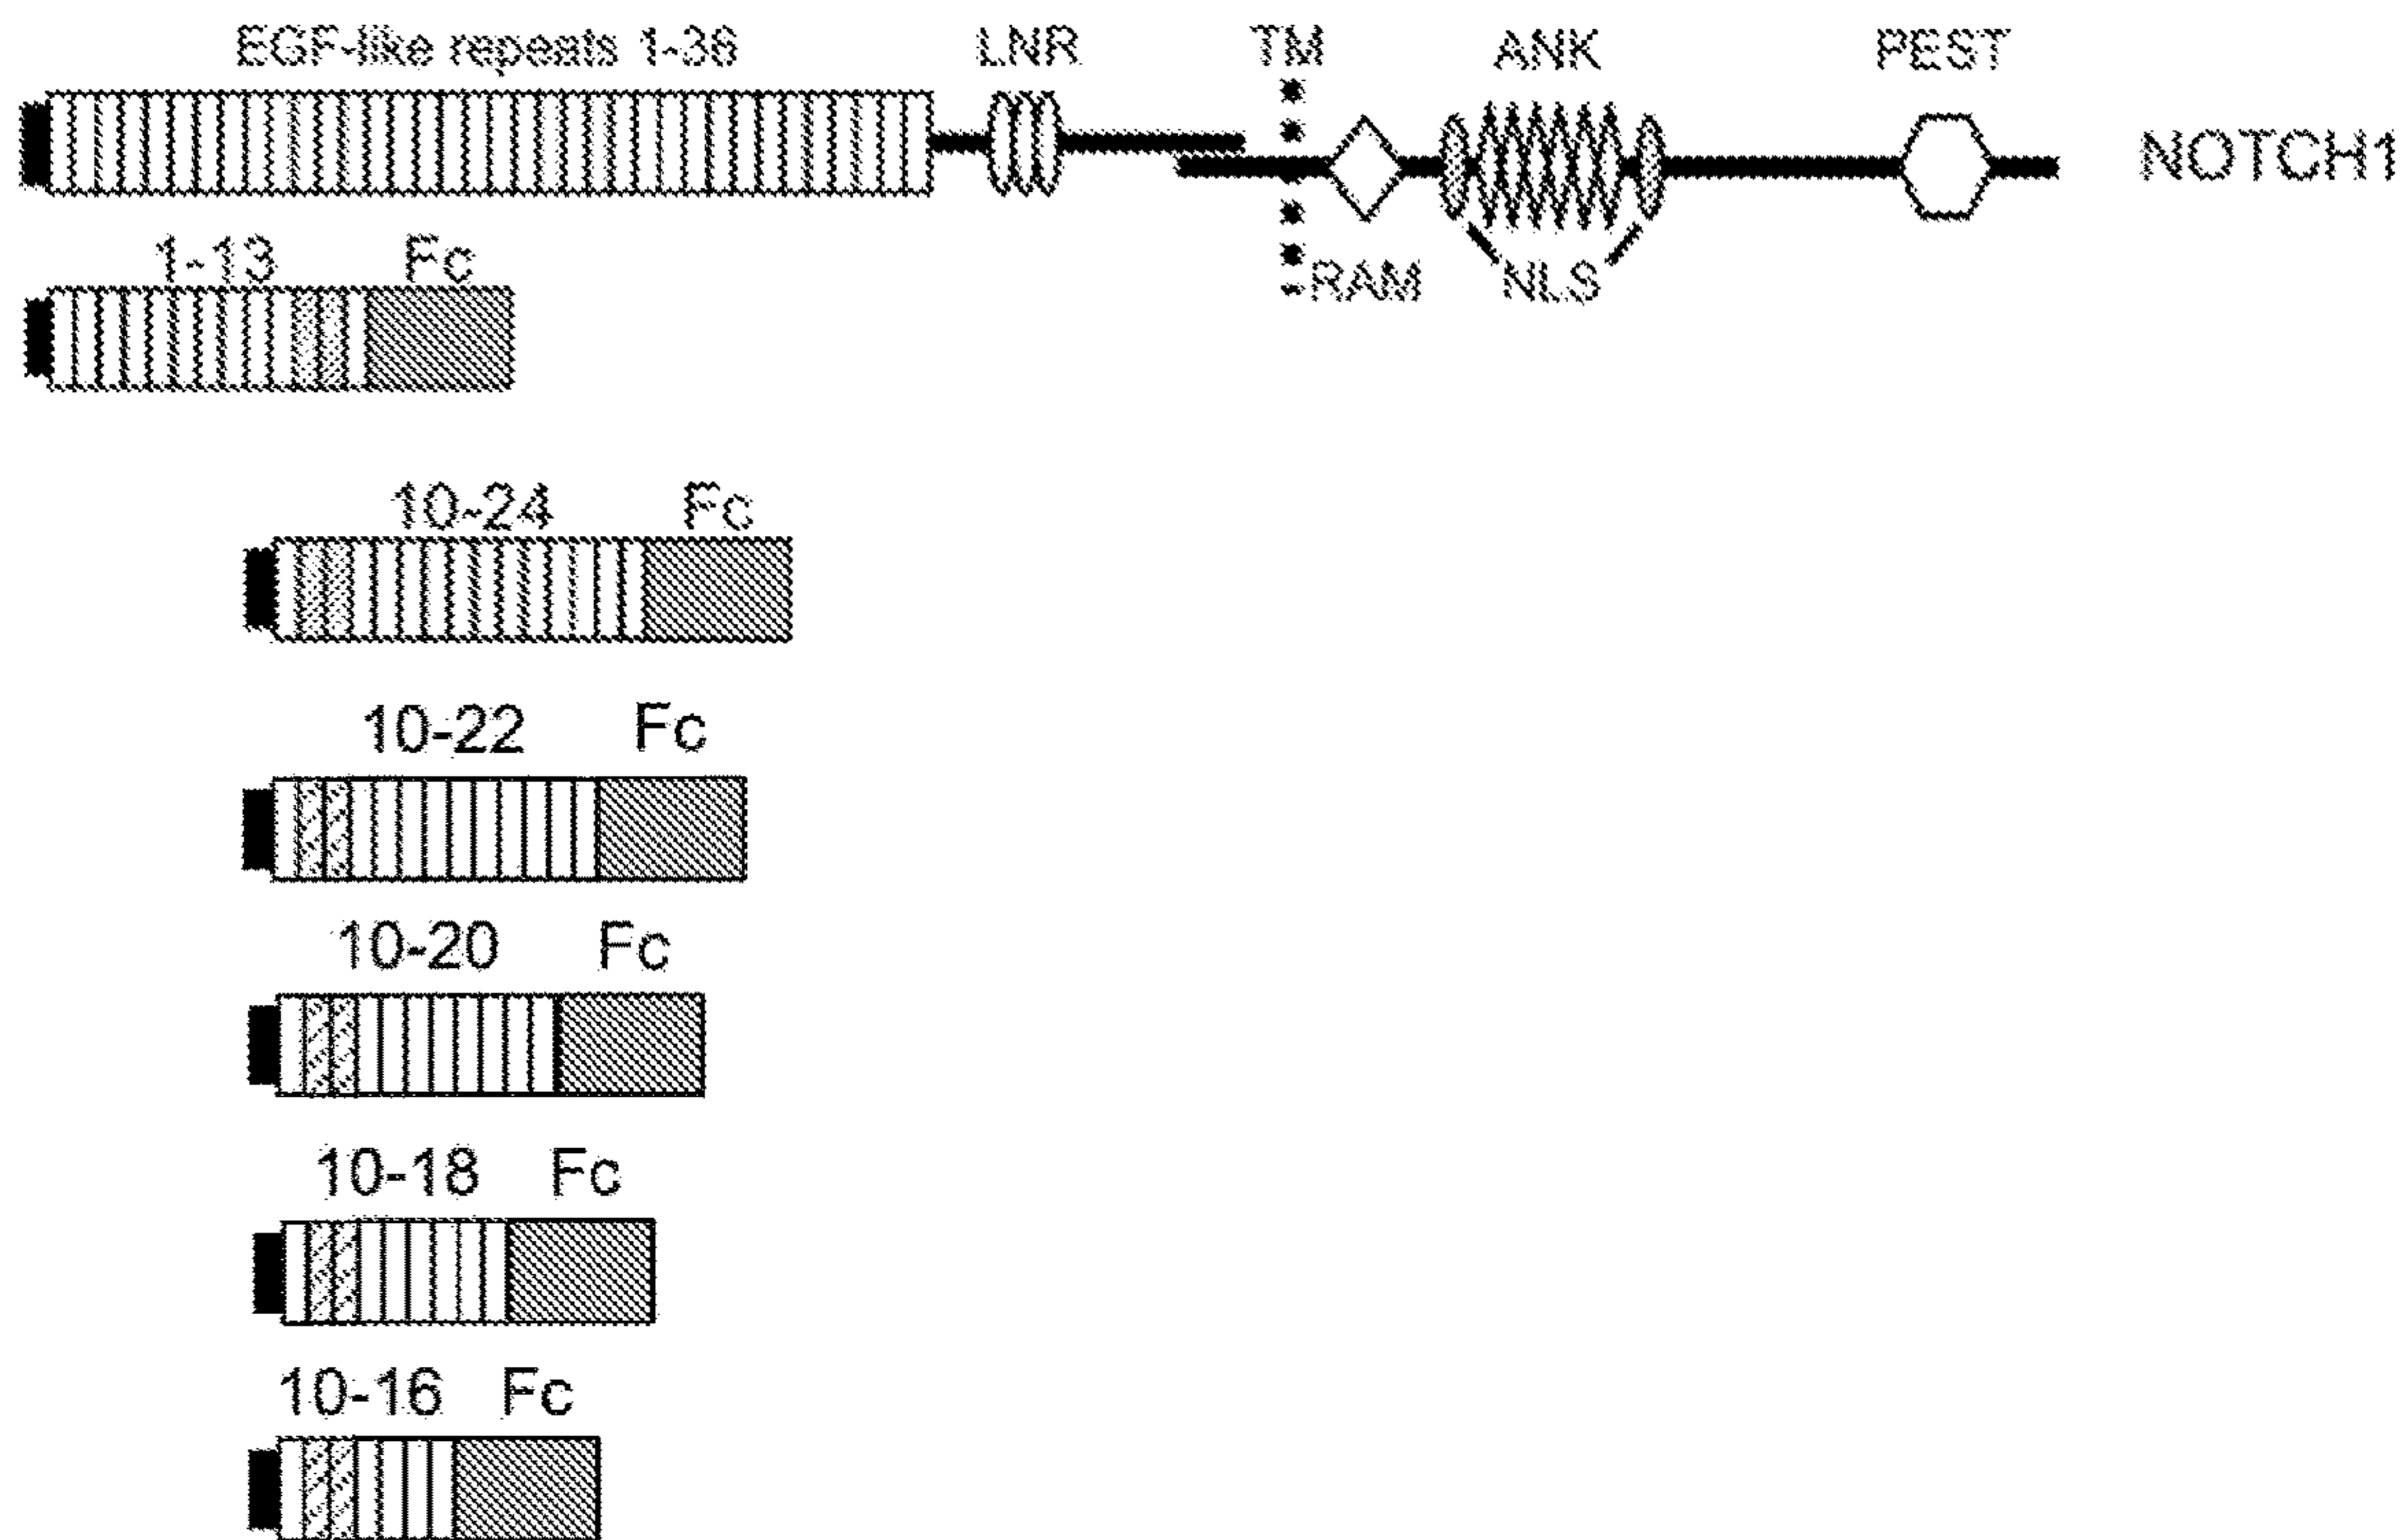 EGF-like repeats 1-36 LNR TM ANK PEST
NOTCH1
1-13 Fc RAM NLS
10-24 Fc
10-22 Fc
10-20 Fc
10-18 Fc
10-16 Fc